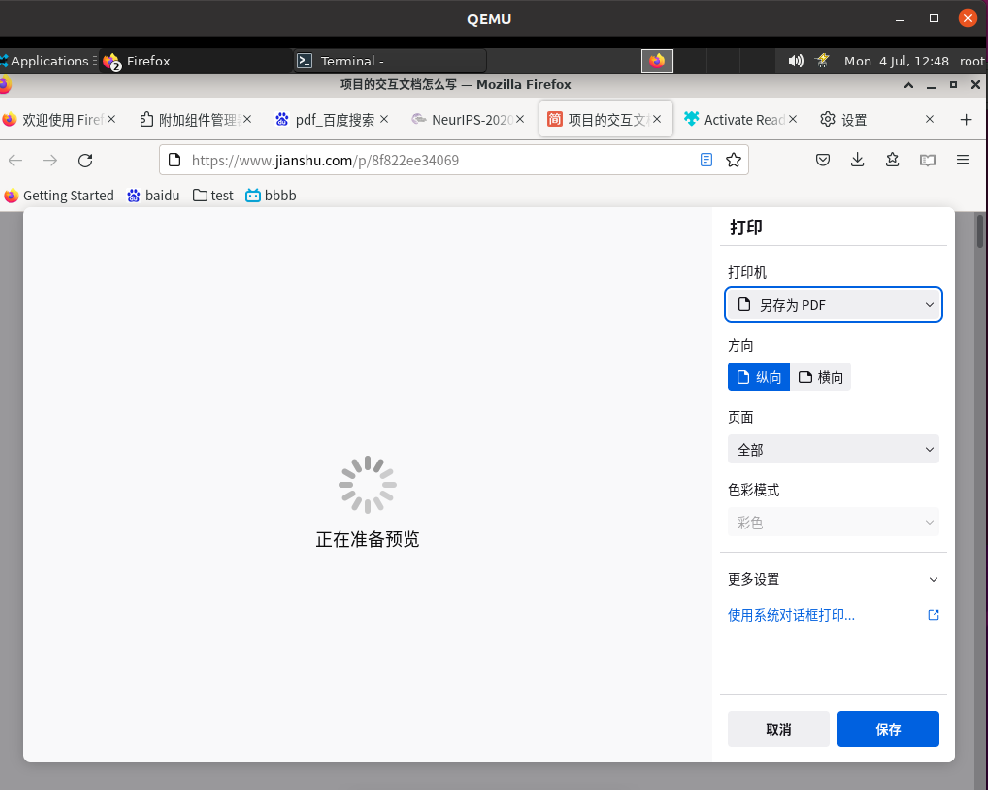 QEMU
Applications
2 Firefox
Terminal -
Mon 4 Jul, 12:48 root
项目的交互文档怎么写 — Mozilla Firefox
欢迎使用 Firef
附加组件管理
pdf_百度搜索
NeurIPS-2020
简 项目的交互文
Activate Read
设置
https://www.jianshu.com/p/8f822ee34069
Getting Started baidu test bbbb
打印
打印机
另存为 PDF
方向
纵向 横向
页面
全部
色彩模式
彩色
更多设置
使用系统对话框打印...
正在准备预览
取消 保存